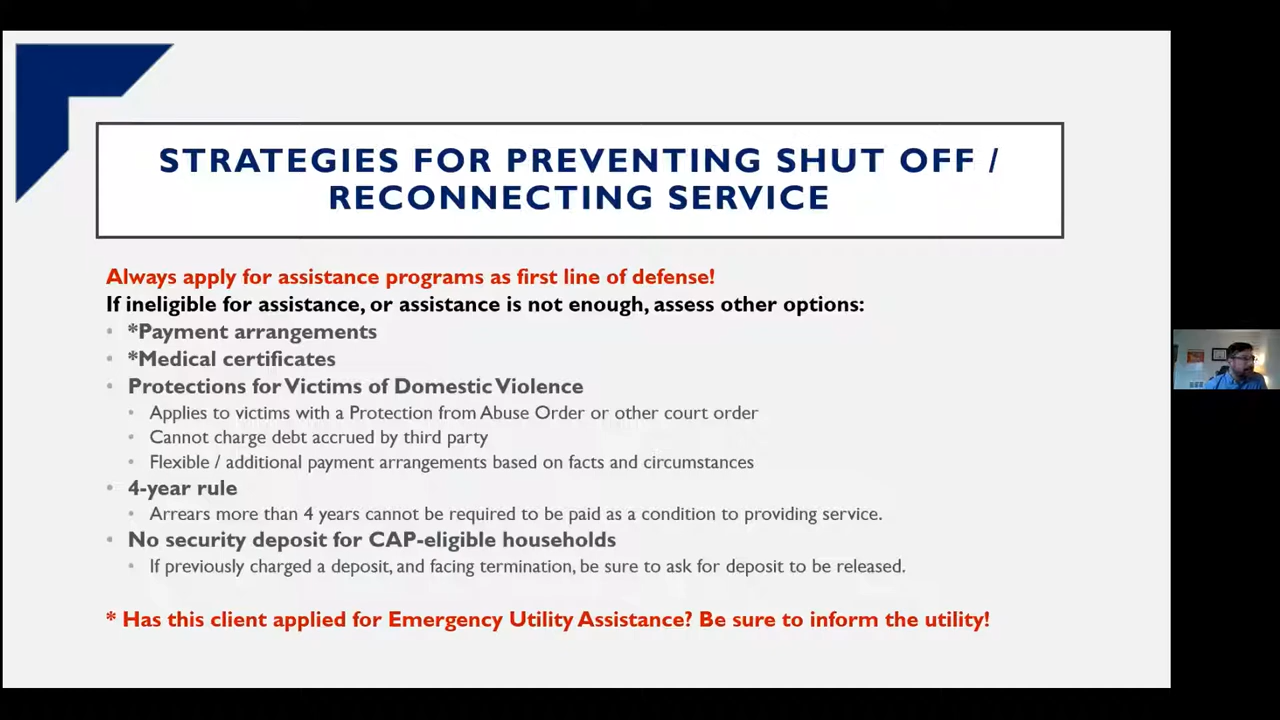 STRATEGIES FOR PREVENTING SHUT OFF /
RECONNECTING SERVICE
Always apply for assistance programs as first line of defense!
If ineligible for assistance, or assistance is not enough, assess other options:
• *Payment arrangements
• *Medical certificates
• Protections for Victims of Domestic Violence
• Applies to victims with a Protection from Abuse Order or other court order
• Cannot charge debt accrued by third party
• Flexible / additional payment arrangements based on facts and circumstances
• 4-year rule
• Arrears more than 4 years cannot be required to be paid as a condition to providing service.
• No security deposit for CAP-eligible households
• If previously charged a deposit, and facing termination, be sure to ask for deposit to be released.
* Has this client applied for Emergency Utility Assistance? Be sure to inform the utility!